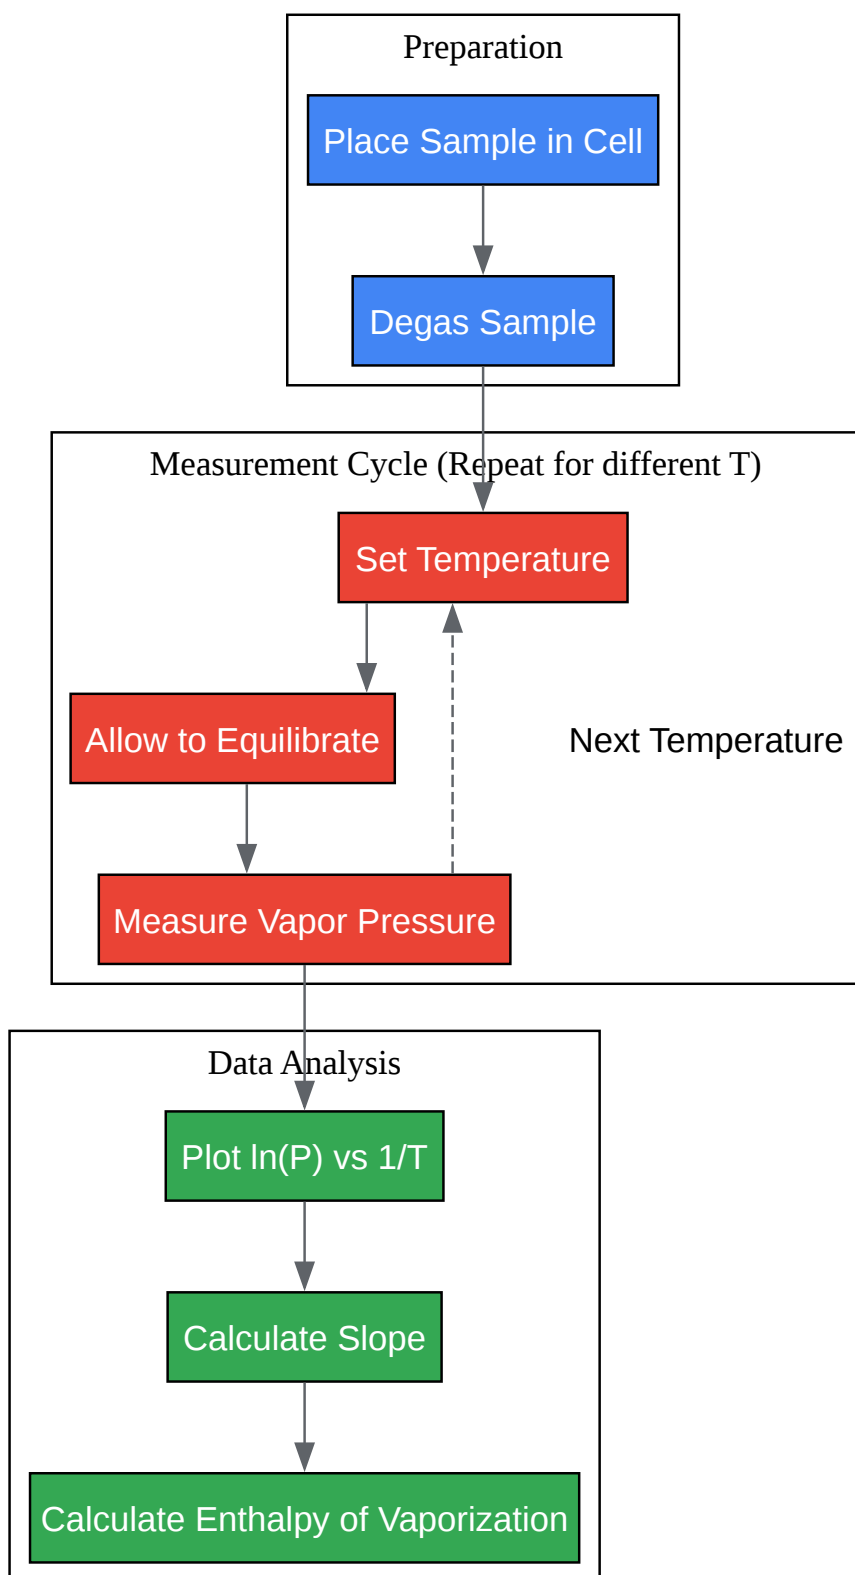 Preparation
Place Sample in Cell
Degas Sample
Measurement Cycle (Repeat for different T)
Set Temperature
Allow to Equilibrate
Next Temperature
Measure Vapor Pressure
Data Analysis
Plot ln(P) vs 1/T
Calculate Slope
Calculate Enthalpy of Vaporization